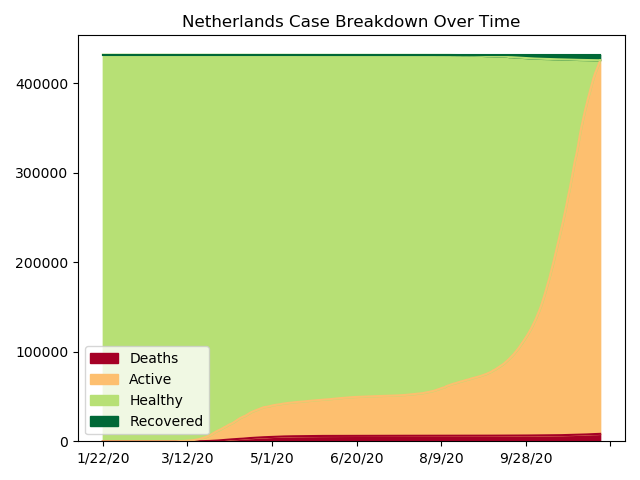 Netherlands Case Breakdown Over Time
400000
300000
200000
100000
0
Deaths
Active
Healthy
Recovered
1/22/20 3/12/20 5/1/20 6/20/20 8/9/20 9/28/20